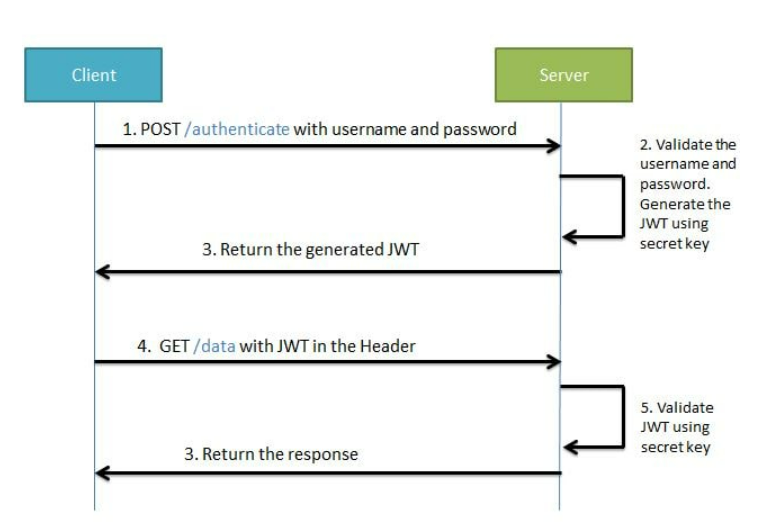 Client
Server
1. POST /authenticate with username and password
2. Validate the
username and
password.
Generate the
JWT using
secret key
3. Return the generated JWT
4. GET /data with JWT in the Header
5. Validate
JWT using
secret key
3. Return the response